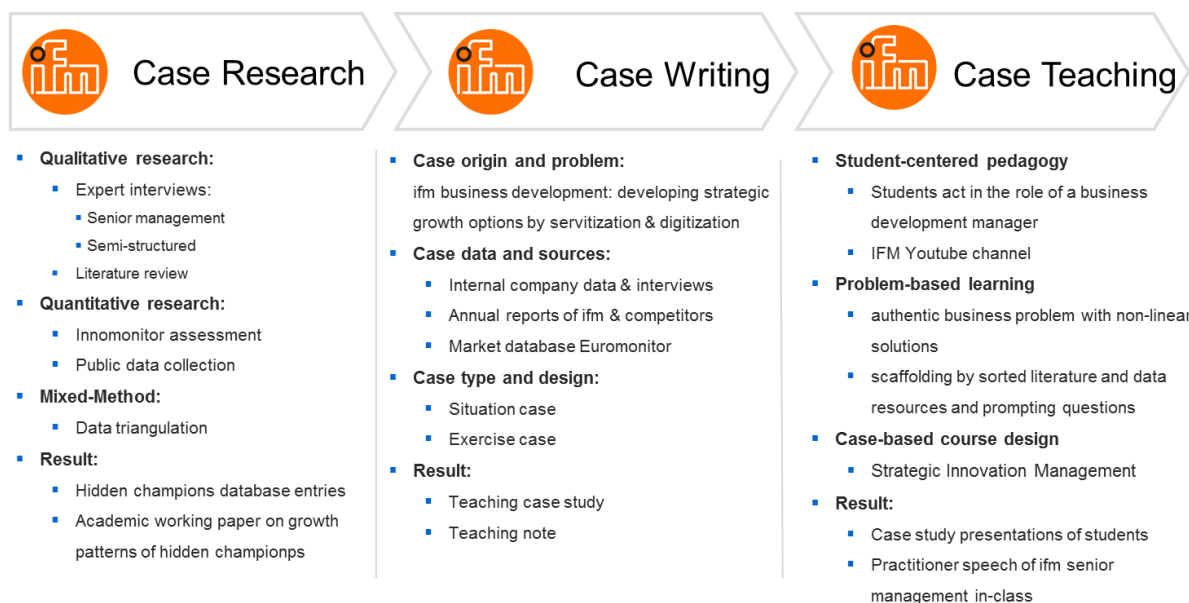 ifm
Case Research
ifm
Case Writing
ifm
Case Teaching
Qualitative research:
Expert interviews:
Senior management
Semi-structured
Literature review
Quantitative research:
Innomonitor assessment
Public data collection
Mixed-Method:
Data triangulation
Result:
Hidden champions database entries
Academic working paper on growth
patterns of hidden championps
Case origin and problem:
ifm business development: developing strategic
growth options by servitization & digitization
Case data and sources:
Internal company data & interviews
Annual reports of ifm & competitors
Market database Euromonitor
Case type and design:
Situation case
Exercise case
Result:
Teaching case study
Teaching note
Student-centered pedagogy
Students act in the role of a business
development manager
IFM Youtube channel
Problem-based learning
authentic business problem with non-linear
solutions
scaffolding by sorted literature and data
resources and prompting questions
Case-based course design
Strategic Innovation Management
Result:
Case study presentations of students
Practitioner speech of ifm senior
management in-class